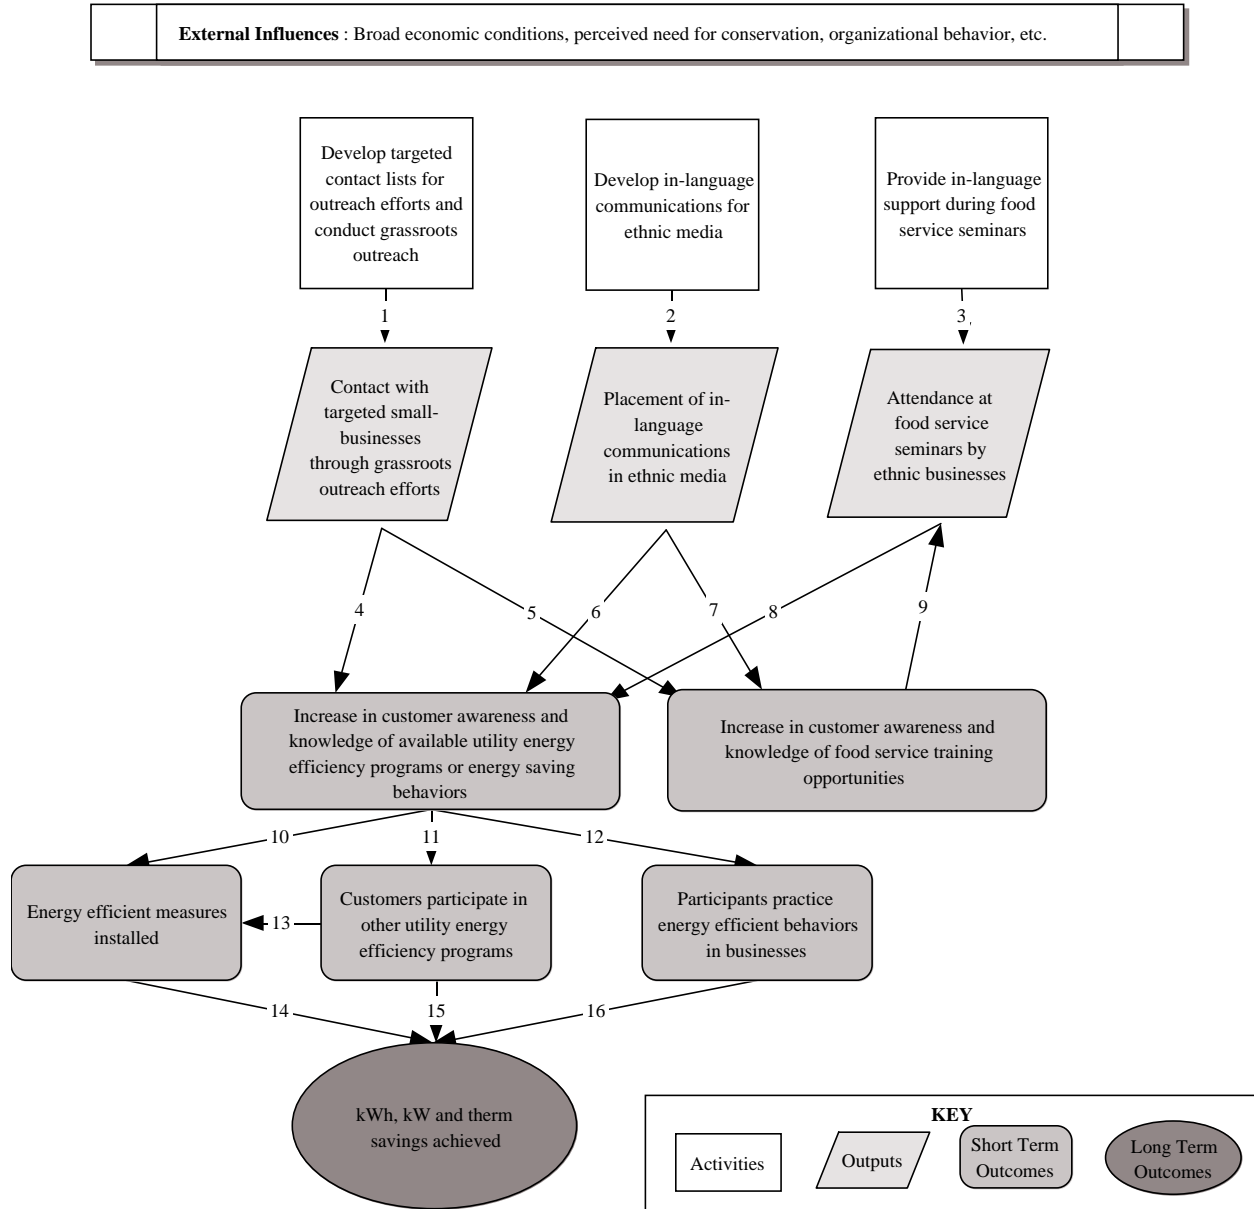 External Influences : Broad economic conditions, perceived need for conservation, organizational behavior, etc.
Develop targeted
contact lists for
outreach efforts and
conduct grassroots
outreach
Develop in-language
communications for
ethnic media
Provide in-language
support during food
service seminars
1
2
3
Contact with
targeted small-
businesses
through grassroots
outreach efforts
Placement of in-
language
communications
in ethnic media
Attendance at
food service
seminars by
ethnic businesses
4
5
6
7
8
9
Increase in customer awareness and
knowledge of available utility energy
efficiency programs or energy saving
behaviors
Increase in customer awareness and
knowledge of food service training
opportunities
10
11
12
Energy efficient measures
installed
13
Customers participate in
other utility energy
efficiency programs
Participants practice
energy efficient behaviors
in businesses
14
15
16
kWh, kW and therm
savings achieved
KEY
Activities
Outputs
Short Term
Outcomes
Long Term
Outcomes